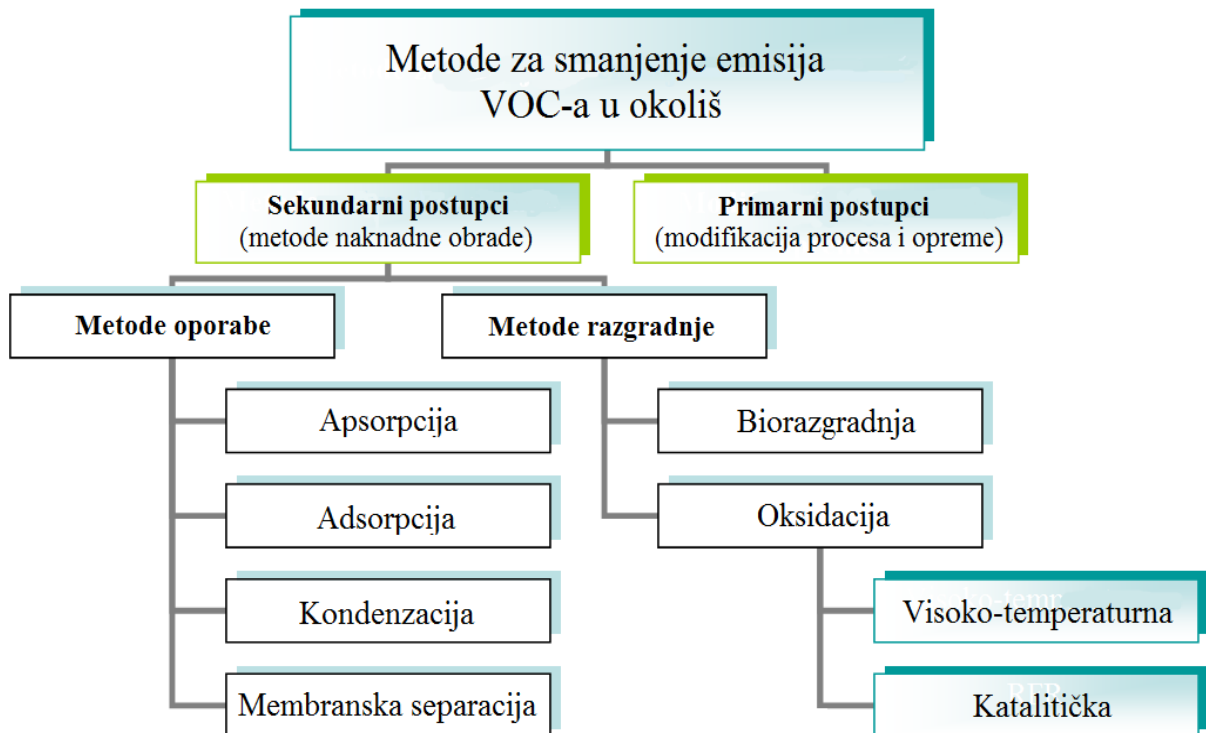 Metode za smanjenje emisija
VOC-a u okoliš
Sekundarni postupci
(metode naknadne obrade)
Primarni postupci
(modifikacija procesa i opreme)
Metode oporabe
Metode razgradnje
Apsorpcija
Biorazgradnja
Adsorpcija
Oksidacija
Kondenzacija
Visoko-temperaturna
Membranska separacija
Katalitička